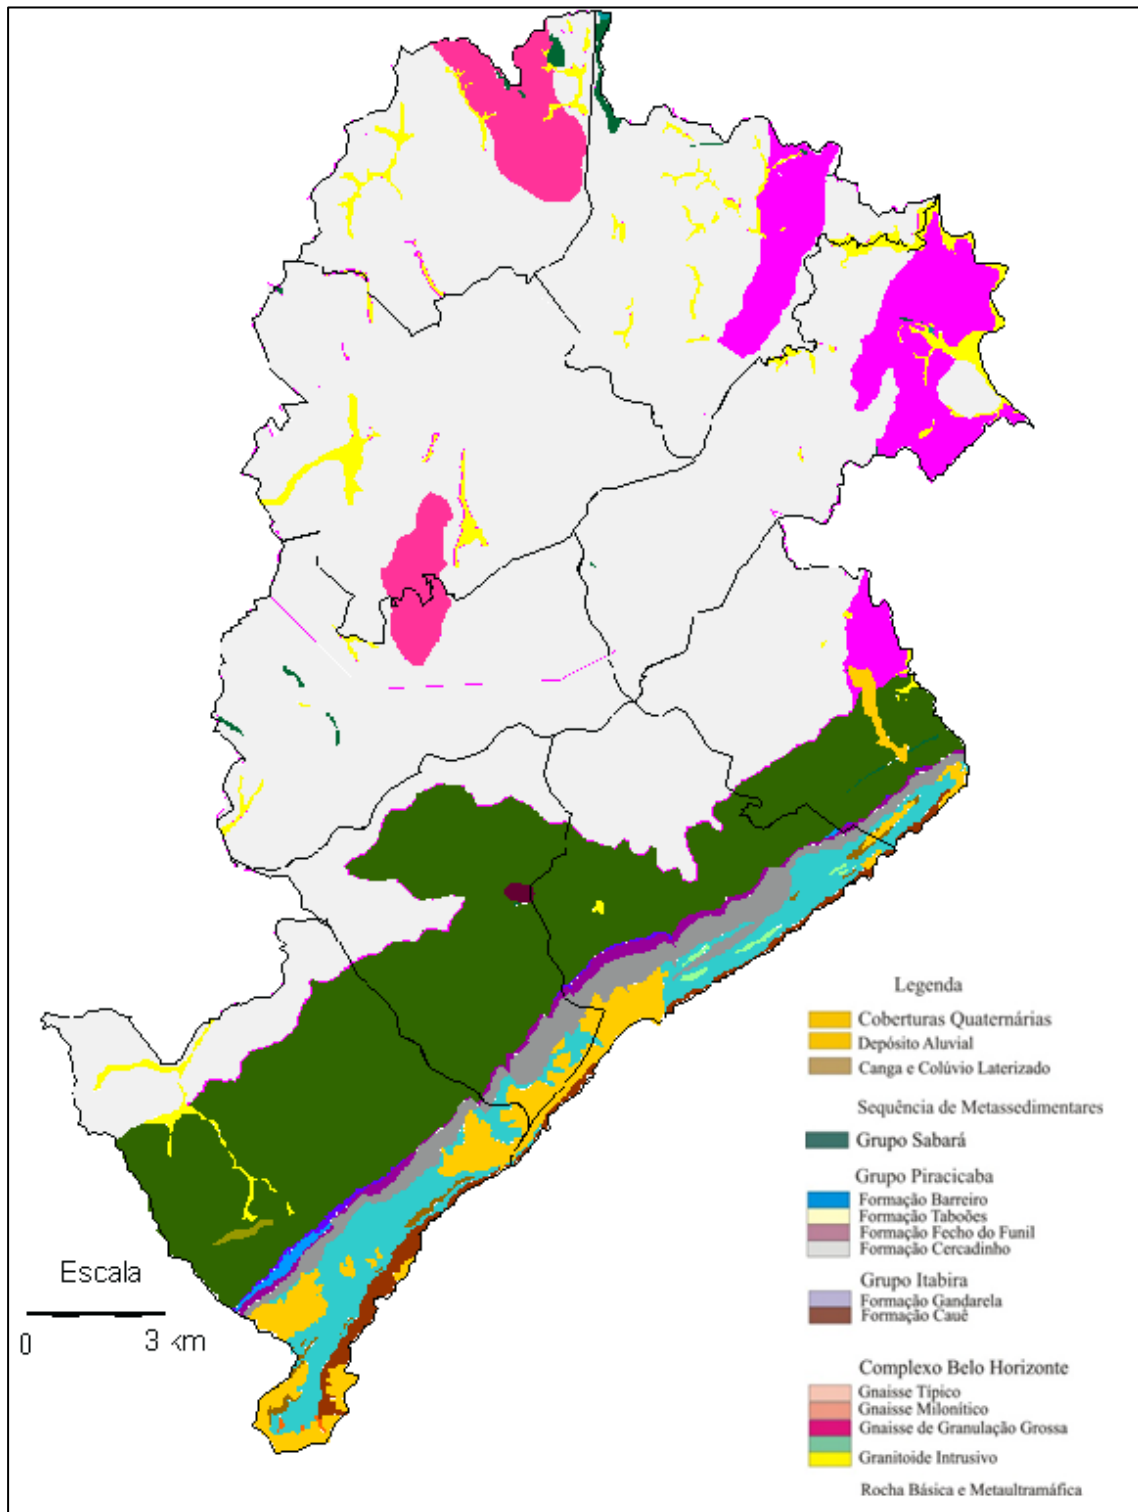 Legenda
Coberturas Quaternárias
Depósito Aluvial
Canga e Colúvio Laterizado
Sequência de Metassedimentares
Grupo Sabará
Grupo Piracicaba
Formação Barreiro
Formação Taboões
Formação Fecho do Funil
Formação Cercadinho
Grupo Itabira
Formação Gandarela
Formação Cauê
Complexo Belo Horizonte
Gnaisse Típico
Gnaisse Milonítico
Gnaisse de Granulação Grossa
Granitoide Intrusivo
Rocha Básica e Metaultramáfica
Escala
0 3 km